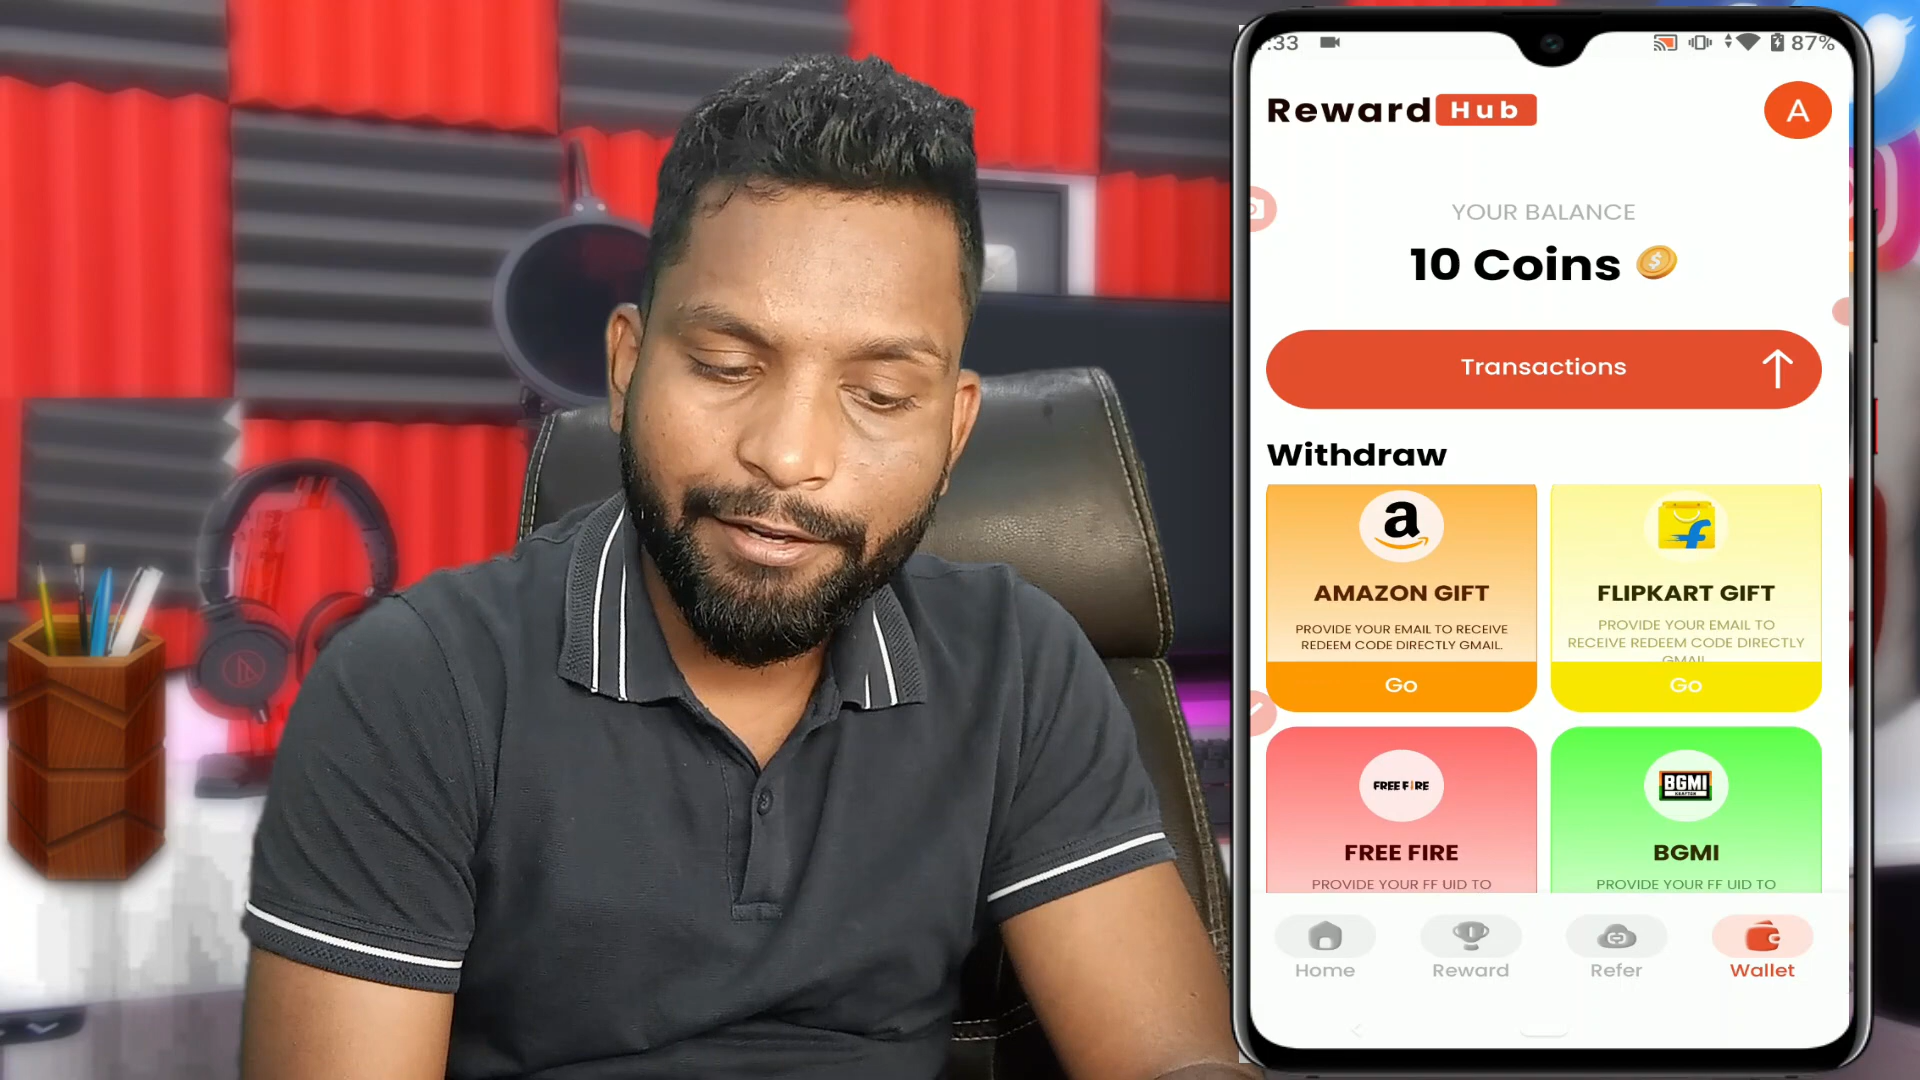 :33
87%
Reward Hub
A
YOUR BALANCE
10 Coins
Transactions
Withdraw
a
AMAZON GIFT
PROVIDE YOUR EMAIL TO RECEIVE
REDEEM CODE DIRECTLY GMAIL.
Go
f
FLIPKART GIFT
PROVIDE YOUR EMAIL TO
RECEIVE REDEEM CODE DIRECTLY
GMAIL
Go
FREE FIRE
FREE FIRE
PROVIDE YOUR FF UID TO
BGMI
BGMI
PROVIDE YOUR FF UID TO
Home
Reward
Refer
Wallet